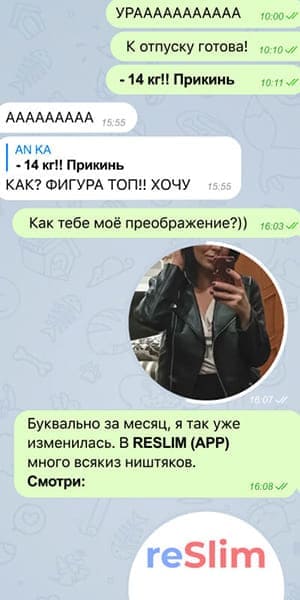 УРАААААААААА 10:00
К отпуску готова! 10:10
- 14 кг!! Прикинь 10:11
ААААААААА 15:55
AN KA
- 14 кг!! Прикинь
КАК? ФИГУРА ТОП!! ХОЧУ 15:55
Как тебе моё преображение?)) 16:03
16:07
Буквально за месяц, я так уже
изменилась. В RESLIM (APP)
много всякиз ништяков.
Смотри: 16:08
reSlim